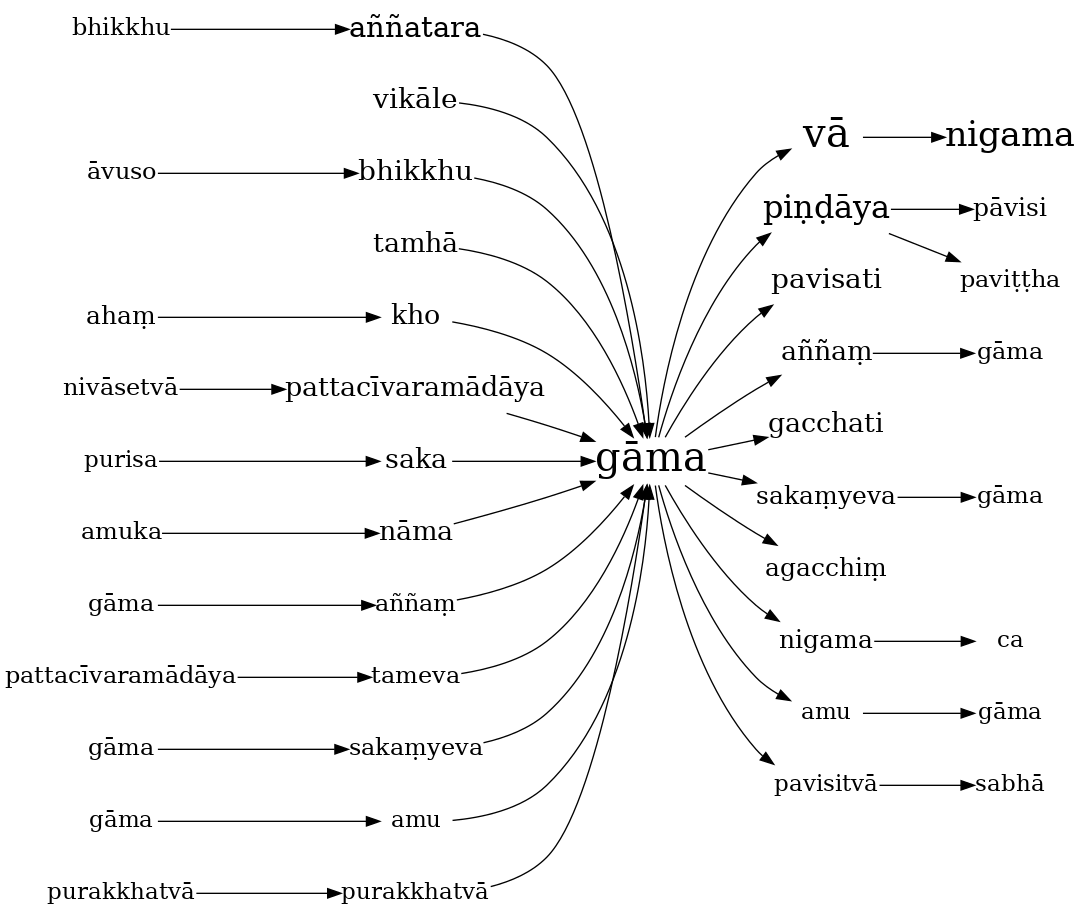 bhikkhu aññatara
vikāle
vā nigama
āvuso bhikkhu
piṇḍāya pāvisi
tamhā
pavisati paviṭṭha
ahaṃ kho
aññaṃ gāma
nivāsetvā pattacīvaramādāya
gacchati
purisa saka gāma
sakaṃyeva gāma
amuka nāma
agacchiṃ
gāma aññaṃ
nigama ca
pattacīvaramādāya tameva
amu gāma
gāma sakaṃyeva
pavisitvā sabhā
gāma amu
purakkhatvā purakkhatvā